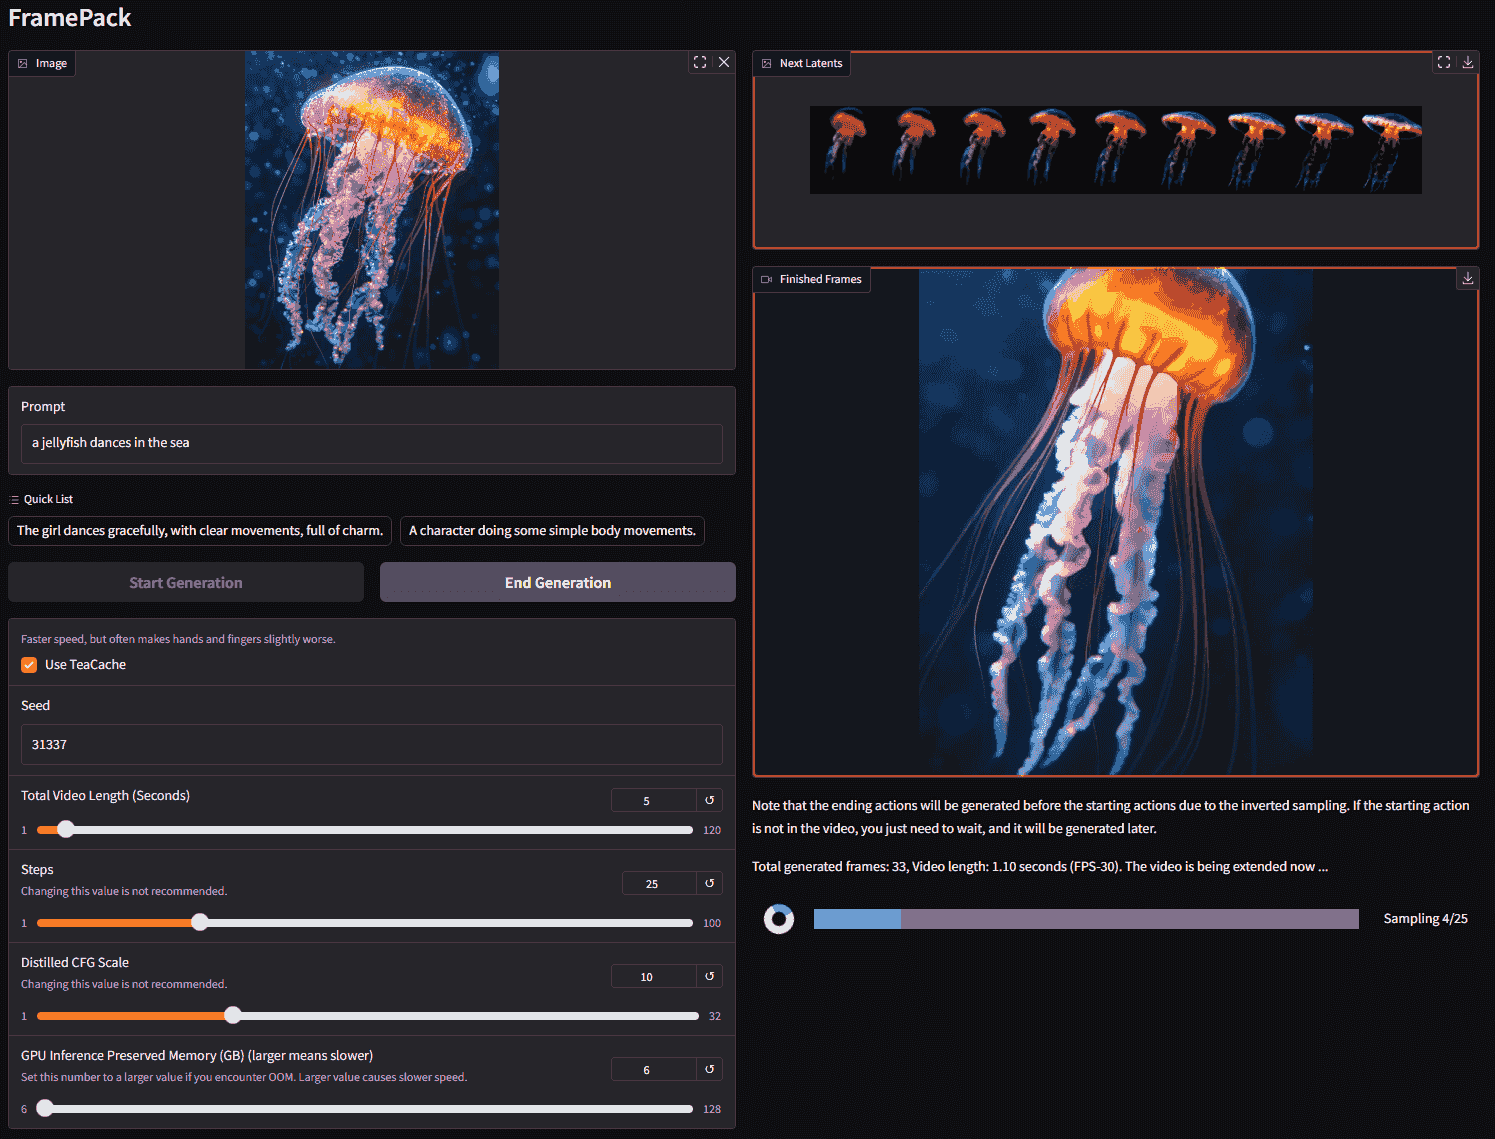 FramePack
Image
Prompt
a jellyfish dances in the sea
Quick List
The girl dances gracefully, with clear movements, full of charm.
A character doing some simple body movements.
Start Generation
End Generation
Faster speed, but often makes hands and fingers slightly worse.
Use TeaCache
Seed
31337
Total Video Length (Seconds)
5
1
120
Steps
Changing this value is not recommended.
25
1
100
Distilled CFG Scale
Changing this value is not recommended.
10
1
32
GPU Inference Preserved Memory (GB) (larger means slower)
Set this number to a larger value if you encounter OOM. Larger value causes slower speed.
6
6
128
Next Latents
Finished Frames
Note that the ending actions will be generated before the starting actions due to the inverted sampling. If the starting action
is not in the video, you just need to wait, and it will be generated later.
Total generated frames: 33, Video length: 1.10 seconds (FPS-30). The video is being extended now ...
Sampling 4/25